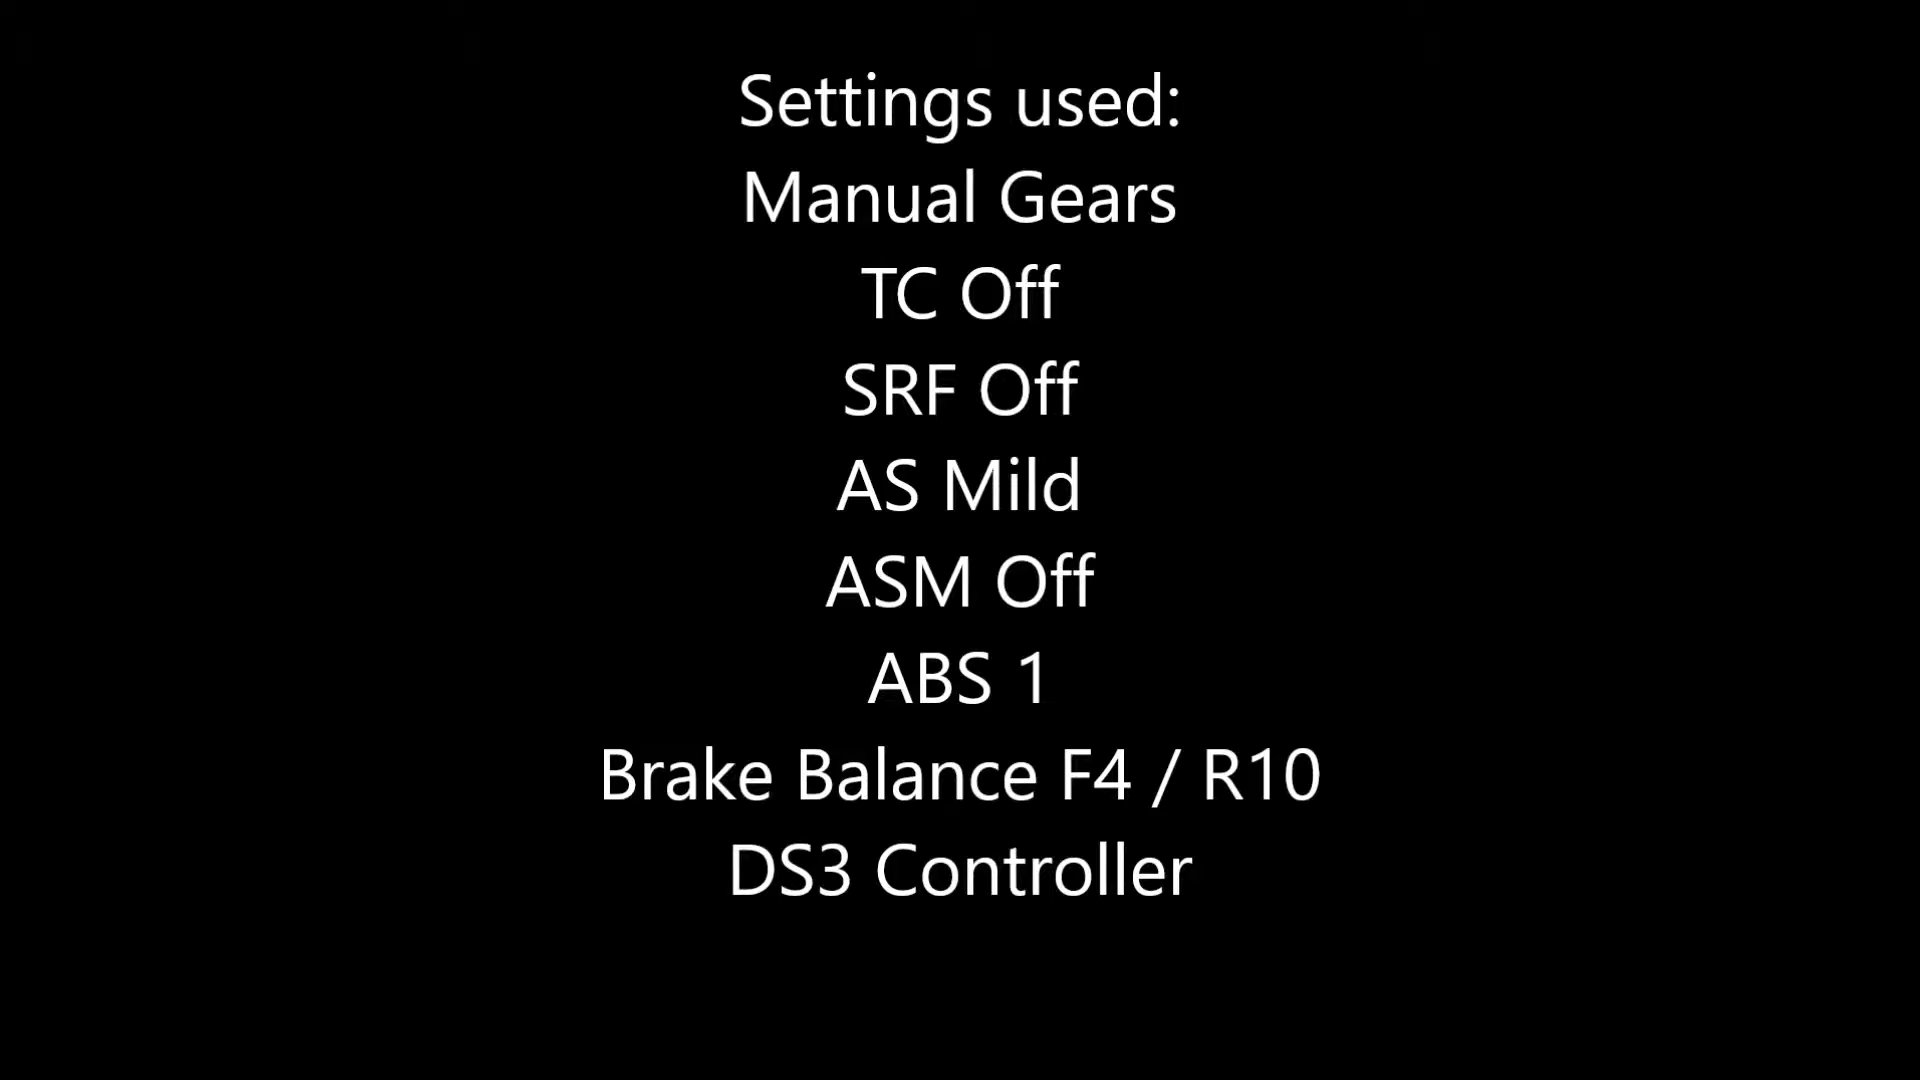 Settings used:
Manual Gears
TC Off
SRF Off
AS Mild
ASM Off
ABS 1
Brake Balance F4 / R10
DS3 Controller